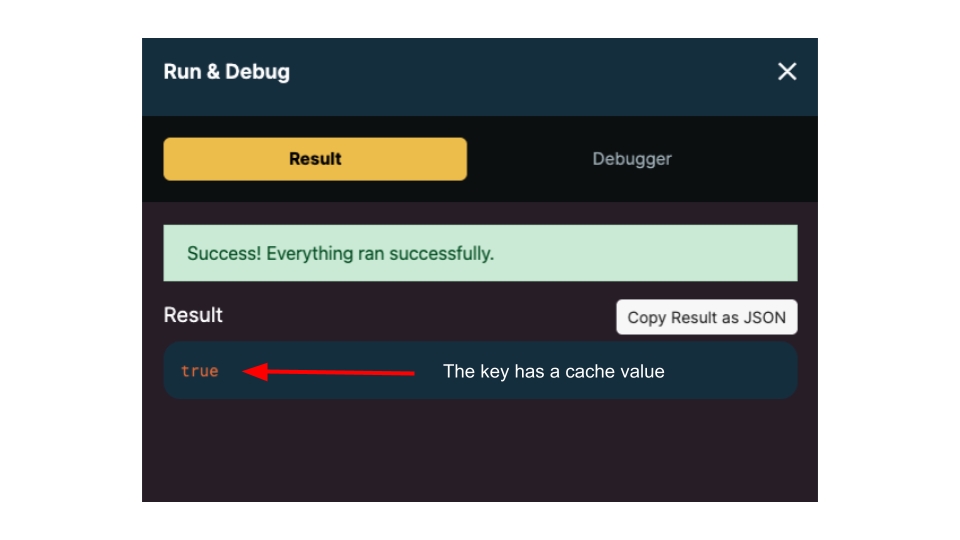 Run & Debug
Result
Debugger
Success! Everything ran successfully.
Result
Copy Result as JSON
true
The key has a cache value